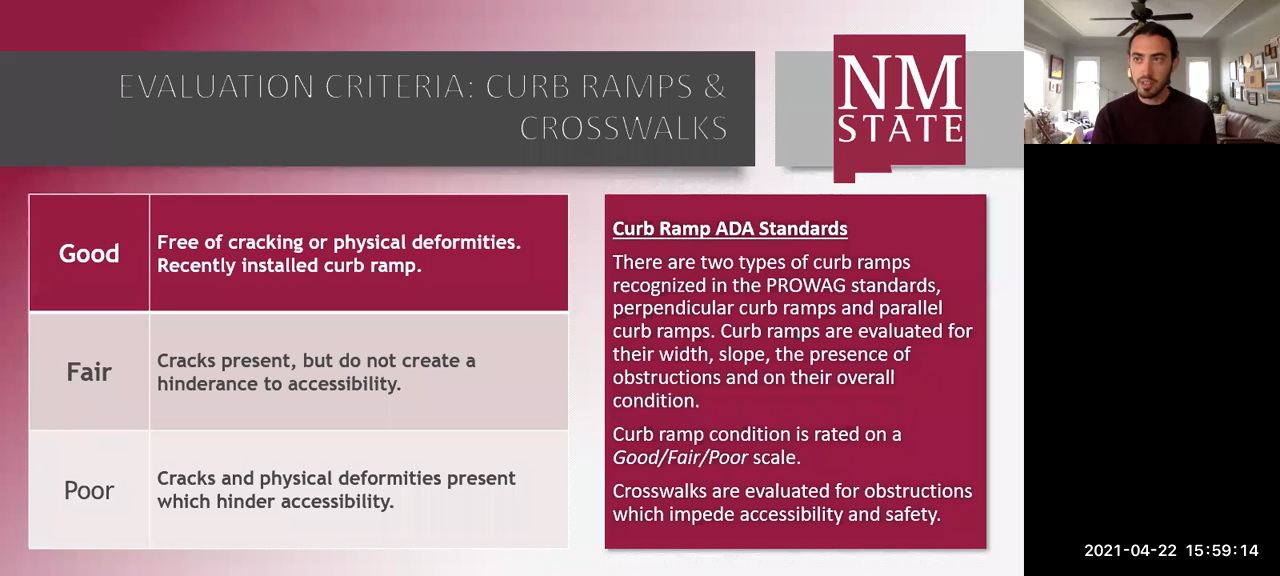 EVALUATION CRITERIA: CURB RAMPS &
CROSSWALKS
NM
STATE
Good
Free of cracking or physical deformities.
Recently installed curb ramp.
Fair
Cracks present, but do not create a
hinderance to accessibility.
Poor
Cracks and physical deformities present
which hinder accessibility.
Curb Ramp ADA Standards
There are two types of curb ramps
recognized in the PROWAG standards,
perpendicular curb ramps and parallel
curb ramps. Curb ramps are evaluated for
their width, slope, the presence of
obstructions and on their overall
condition.
Curb ramp condition is rated on a
Good/Fair/Poor scale.
Crosswalks are evaluated for obstructions
which impede accessibility and safety.
2021-04-22 15:59:14